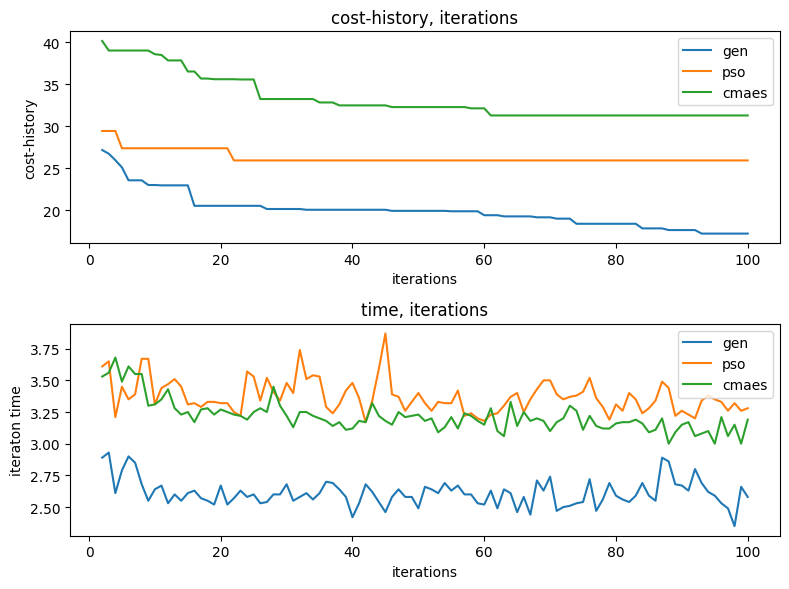 cost-history, iterations
cost-history
40
35
30
25
20
gen
pso
cmaes
0
20
40
60
80
100
iterations
time, iterations
iteraton time
3.75
3.50
3.25
3.00
2.75
2.50
gen
pso
cmaes
0
20
40
60
80
100
iterations